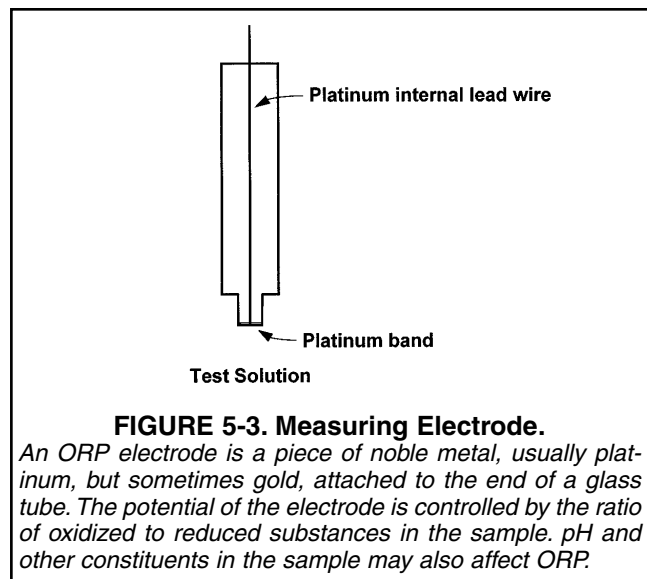 Platinum internal lead wire
Platinum band
Test Solution
FIGURE 5-3. Measuring Electrode.
An ORP electrode is a piece of noble metal, usually plat-
inum, but sometimes gold, attached to the end of a glass
tube. The potential of the electrode is controlled by the ratio
of oxidized to reduced substances in the sample. pH and
other constituents in the sample may also affect ORP.